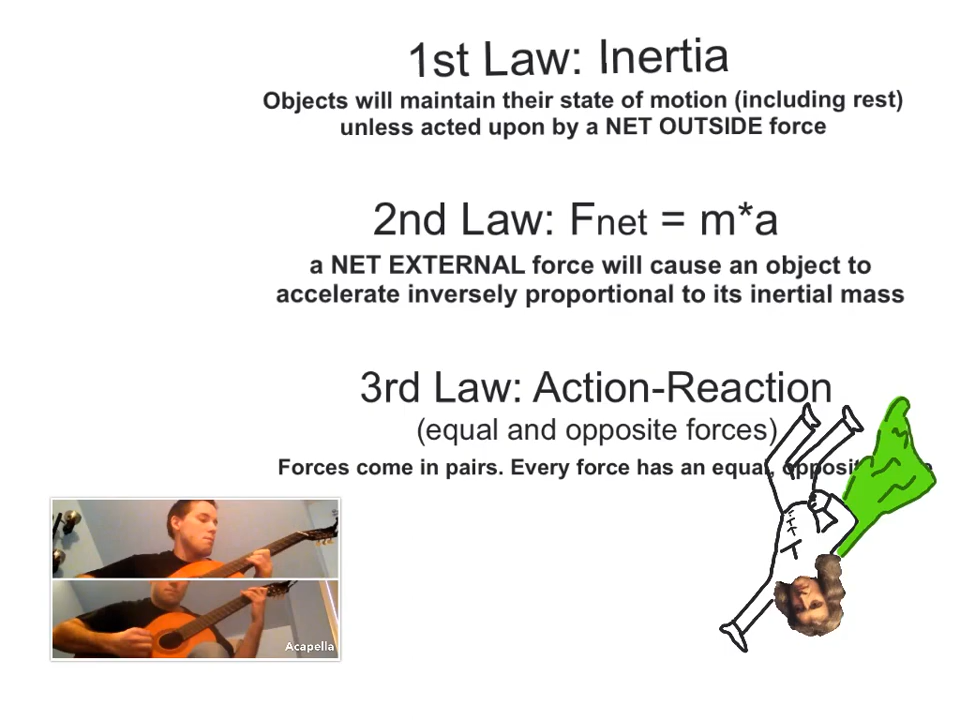 1st Law: Inertia
Objects will maintain their state of motion (including rest)
unless acted upon by a NET OUTSIDE force
2nd Law: Fnet = m*a
a NET EXTERNAL force will cause an object to
accelerate inversely proportional to its inertial mass
3rd Law: Action-Reaction
(equal and opposite forces)
Forces come in pairs. Every force has an equal,
Acapella